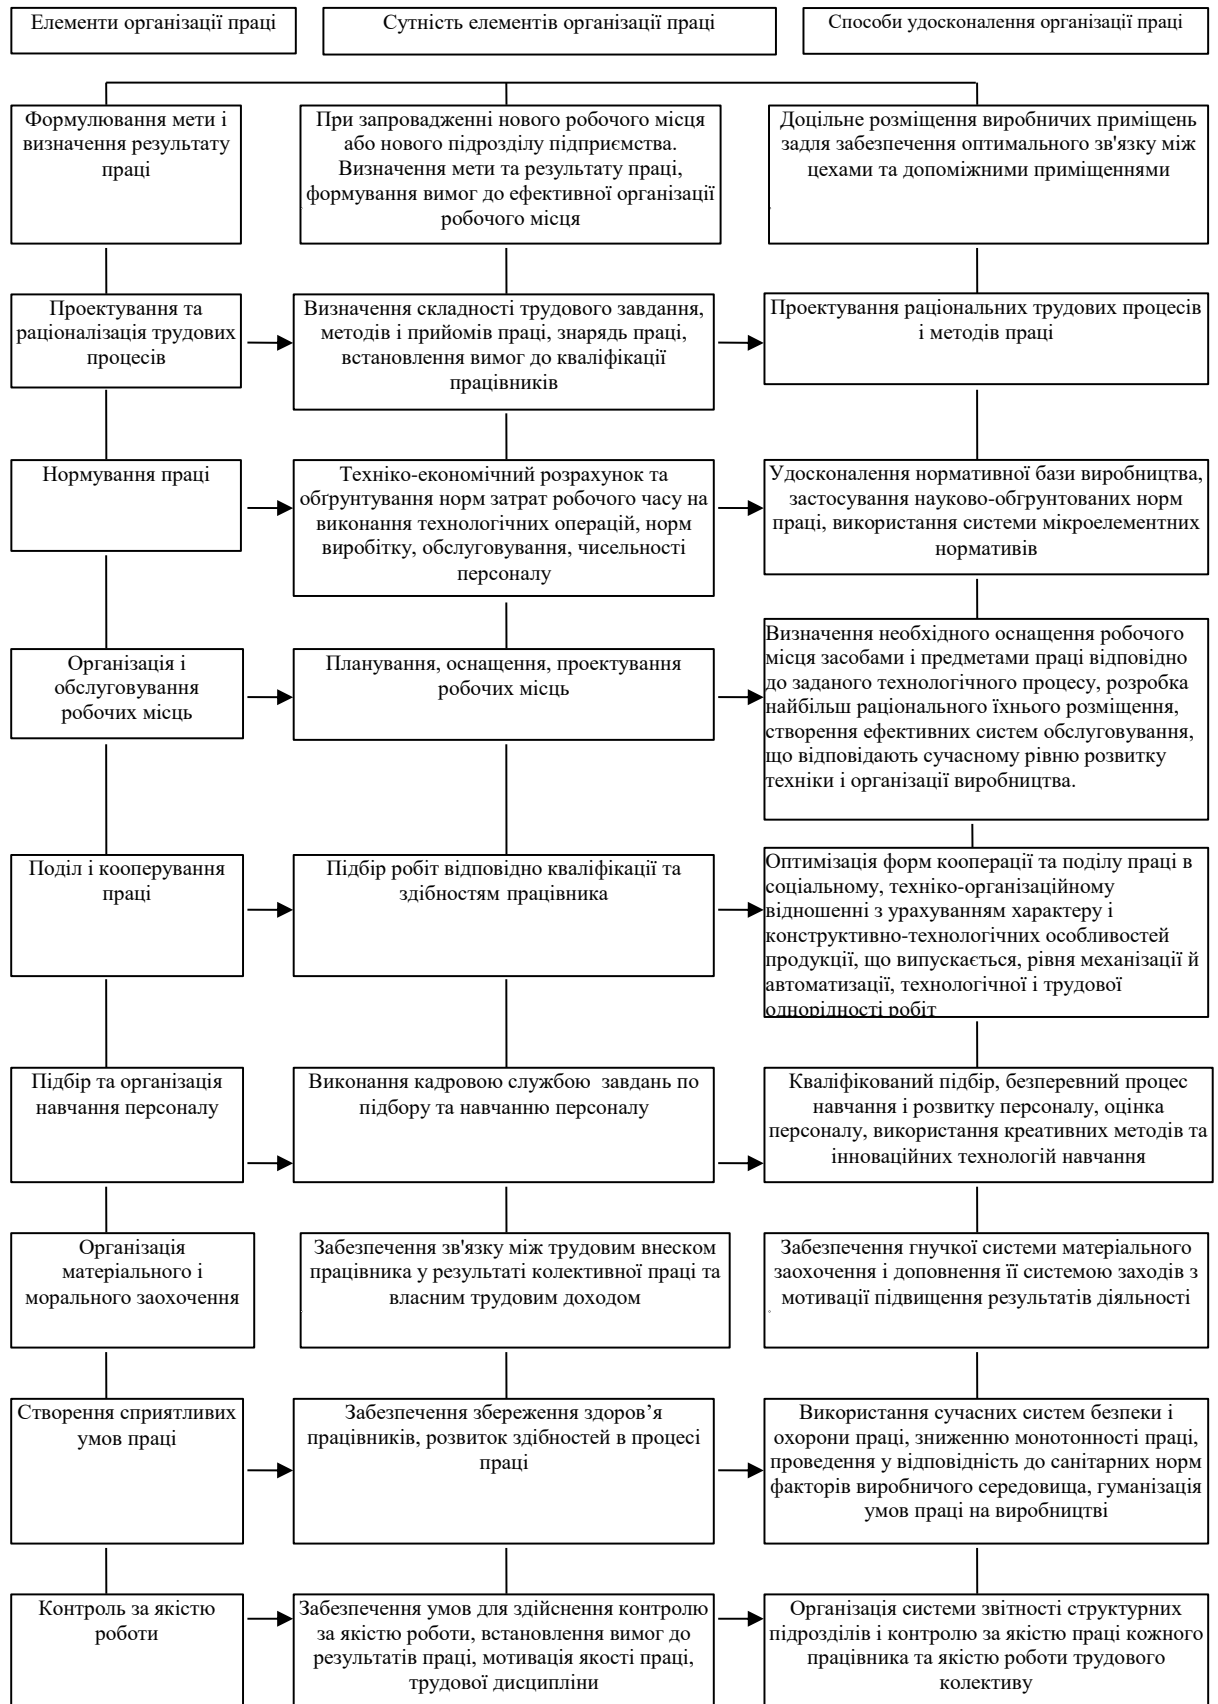 Елементи організації праці
Сутність елементів організації праці
Способи удосконалення організації праці
Формулювання мети і
визначення результату
праці
При запровадженні нового робочого місця
або нового підрозділу підприємства.
Визначення мети та результату праці,
формування вимог до ефективної організації
робочого місця
Доцільне розміщення виробничих приміщень
задля забезпечення оптимального зв'язку між
цехами та допоміжними приміщеннями
Проектування та
раціоналізація трудових
процесів
Визначення складності трудового завдання,
методів і прийомів праці, знарядь праці,
встановлення вимог до кваліфікації
працівників
Проектування раціональних трудових процесів
і методів праці
Нормування праці
Техніко-економічний розрахунок та
обґрунтування норм затрат робочого часу на
виконання технологічних операцій, норм
виробітку, обслуговування, чисельності
персоналу
Удосконалення нормативної бази виробництва,
застосування науково-обгрунтованих норм
праці, використання системи мікроелементних
нормативів
Організація і
обслуговування
робочих місць
Планування, оснащення, проектування
робочих місць
Визначення необхідного оснащення робочого
місця засобами і предметами праці відповідно
до заданого технологічного процесу, розробка
найбільш раціонального їхнього розміщення,
створення ефективних систем обслуговування,
що відповідають сучасному рівню розвитку
техніки і організації виробництва.
Поділ і кооперування
праці
Підбір робіт відповідно кваліфікації та
здібностям працівника
Оптимізація форм кооперації та поділу праці в
соціальному, техніко-організаційному
відношенні з урахуванням характеру і
конструктивно-технологічних особливостей
продукції, що випускається, рівня механізації й
автоматизації, технологічної і трудової
однорідності робіт
Підбір та організація
навчання персоналу
Виконання кадровою службою завдань по
підбору та навчанню персоналу
Кваліфікований підбір, безперевний процес
навчання і розвитку персоналу, оцінка
персоналу, використання креативних методів та
інноваційних технологій навчання
Організація
матеріального і
морального заохочення
Забезпечення зв'язку між трудовим внеском
працівника у результаті колективної праці та
власним трудовим доходом
Забезпечення гнучкої системи матеріального
заохочення і доповнення її системою заходів з
мотивації підвищення результатів діяльності
Створення сприятливих
умов праці
Забезпечення збереження здоров’я
працівників, розвиток здібностей в процесі
праці
Використання сучасних систем безпеки і
охорони праці, зниженню монотонності праці,
проведення у відповідність до санітарних норм
факторів виробничого середовища, гуманізація
умов праці на виробництві
Контроль за якістю
роботи
Забезпечення умов для здійснення контролю
за якістю роботи, встановлення вимог до
результатів праці, мотивація якості праці,
трудової дисципліни
Організація системи звітності структурних
підрозділів і контролю за якістю праці кожного
працівника та якістю роботи трудового
колективу